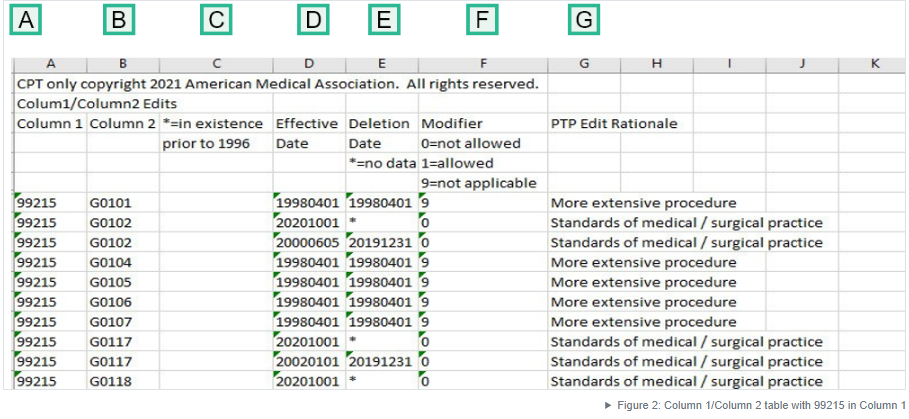 A B C D E F G
A B C D E F G H I J K
CPT only copyright 2021 American Medical Association.  All rights reserved.
Colum1/Column2 Edits
Column 1 Column 2 *=in existence Effective Deletion Modifier PTP Edit Rationale
prior to 1996 Date Date 0=not allowed
*=no data 1=allowed
9=not applicable
99215 G0101 19980401 19980401 9 More extensive procedure
99215 G0102 20201001 * 0 Standards of medical / surgical practice
99215 G0102 20000605 20191231 0 Standards of medical / surgical practice
99215 G0104 19980401 19980401 9 More extensive procedure
99215 G0105 19980401 19980401 9 More extensive procedure
99215 G0106 19980401 19980401 9 More extensive procedure
99215 G0107 19980401 19980401 9 More extensive procedure
99215 G0117 20201001 * 0 Standards of medical / surgical practice
99215 G0117 20020101 20191231 0 Standards of medical / surgical practice
99215 G0118 20201001 * 0 Standards of medical / surgical practice
► Figure 2: Column 1/Column 2 table with 99215 in Column 1